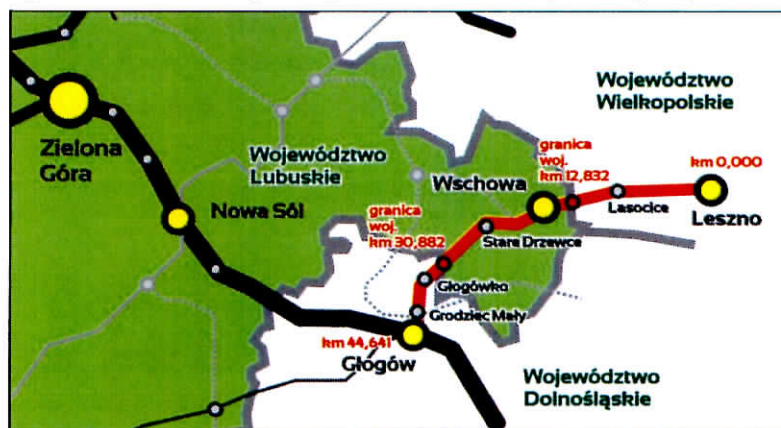 Województwo
Wielkopolskie
granica
woj.
km 12,832
km 0,000
Zielona
Góra
Województwo
Lubuskie
Wschowa
Lasocice
Leszno
Nowa Sól
granica
woj.
km 30,882
Stare Drzewce
Głogówko
Grodziec Mały
km 44,641
Głogów
Województwo
Dolnośląskie